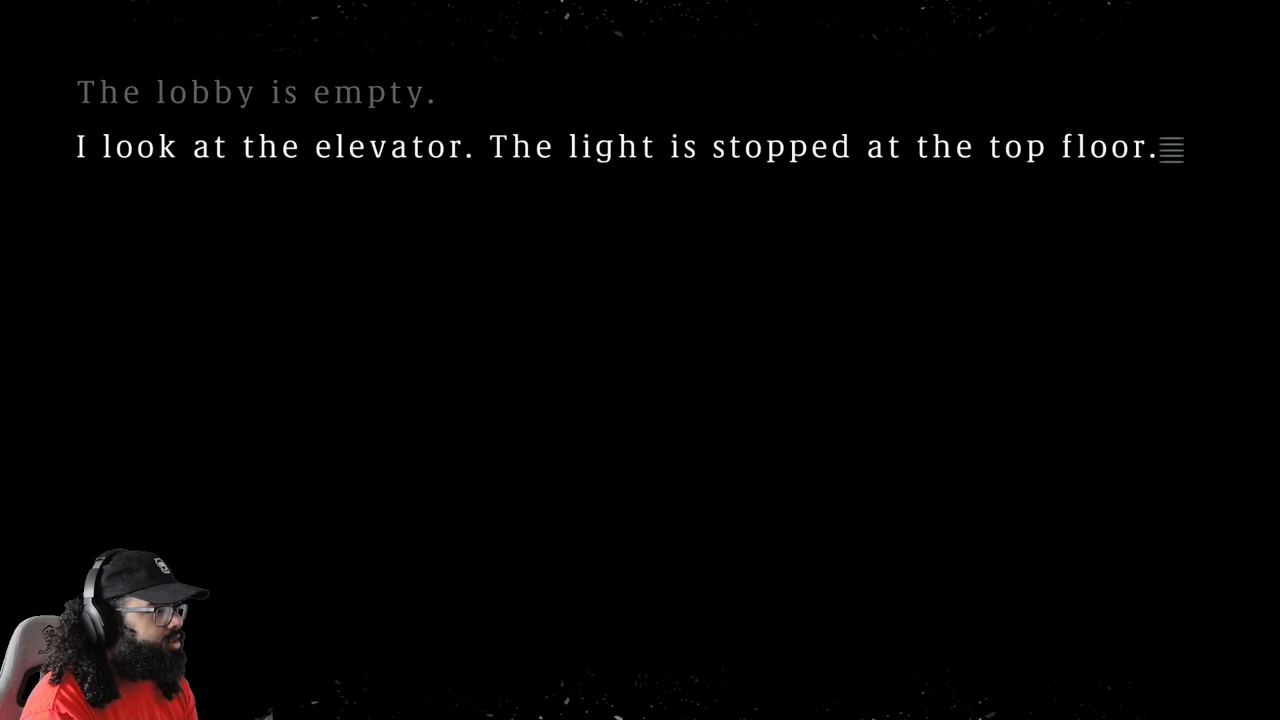 The lobby is empty.
I look at the elevator. The light is stopped at the top floor.